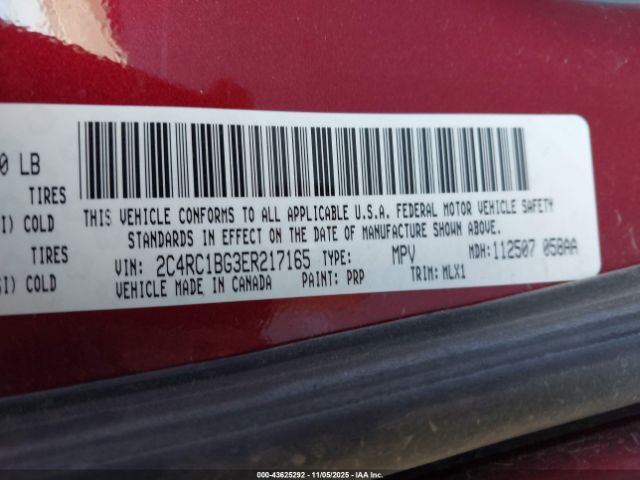 0 LB
TIRES
I) COLD
TIRES
SI) COLD
THIS VEHICLE CONFORMS TO ALL APPLICABLE U.S.A. FEDERAL MOTOR VEHICLE SAFETY
STANDARDS IN EFFECT ON THE DATE OF MANUFACTURE SHOWN ABOVE.
VIN: 2C4RC1BG3ER217165 TYPE: MPV MDH: 112507 058AA
VEHICLE MADE IN CANADA PAINT: PRP TRIM: MLX1
000-43625292 - 11/05/2025 - IAA Inc.